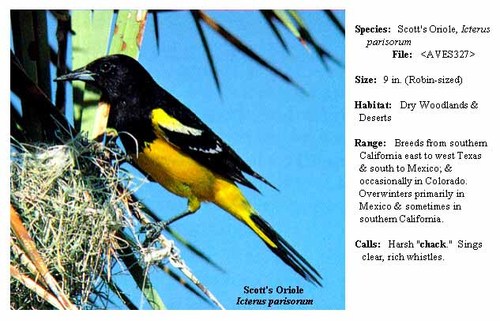 Species: Scott's Oriole, Icterus
parisorum
File: <AVES327>
Size: 9 in. (Robin-sized)
Habitat: Dry Woodlands &
Deserts
Range: Breeds from southern
California east to west Texas
& south to Mexico; &
occasionally in Colorado.
Overwinters primarily in
Mexico & sometimes in
southern California.
Calls: Harsh "chack." Sings
clear, rich whistles.
Scott's Oriole
Icterus parisorum